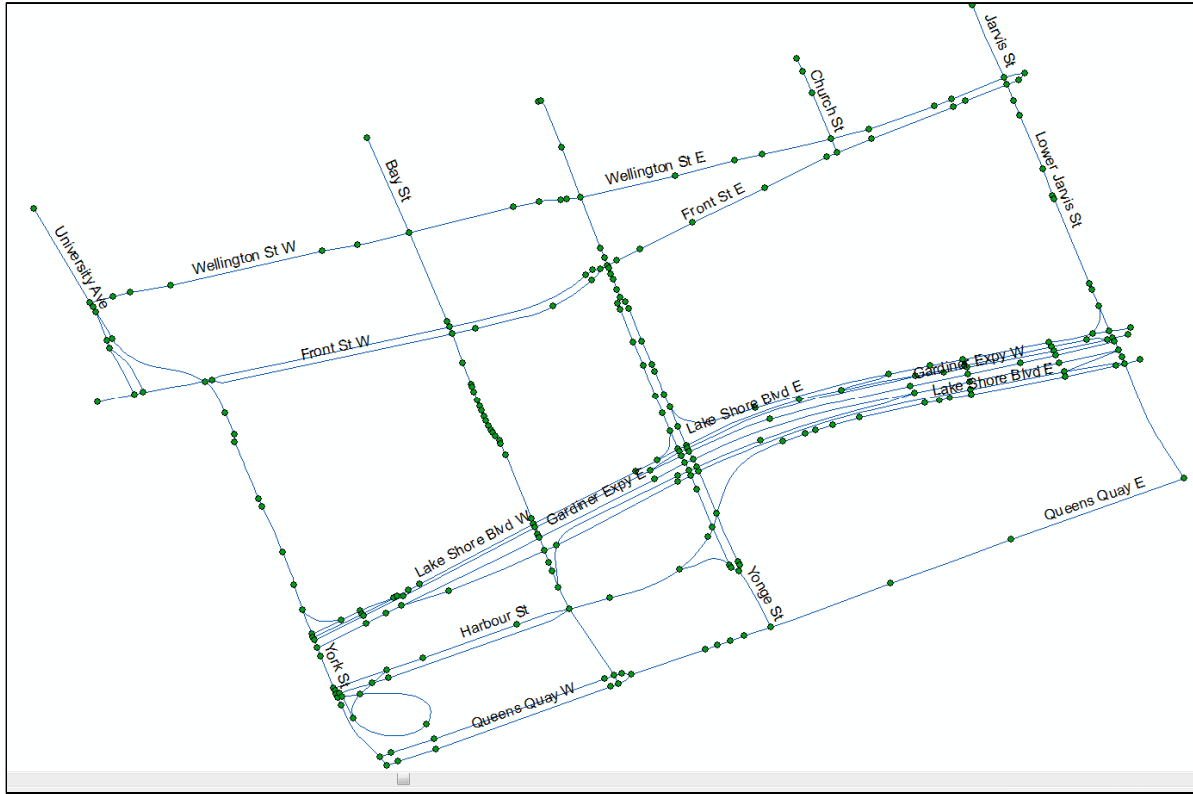 Jarvis St
Church St
Bay St
Wellington St E
Lower Jarvis St
Front St E
University Ave
Wellington St W
Front St W
Gardiner Expy W
Lake Shore Blvd E
Lake Shore Blvd E
Gardiner Expy E
Queens Quay E
Lake Shore Blvd W
Yonge St
Harbour St
York St
Queens Quay W